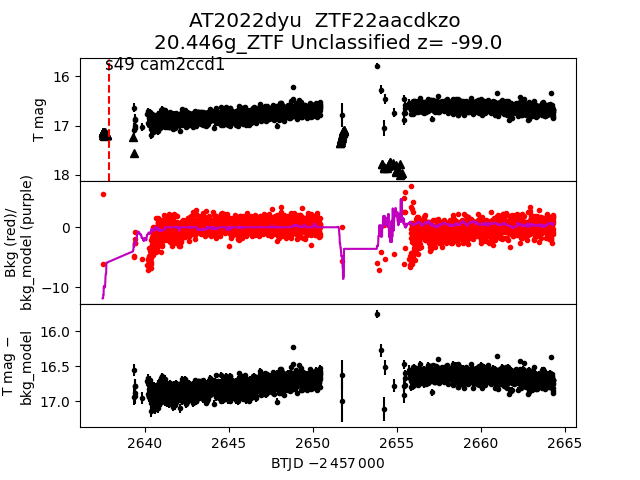 AT2022dyu  ZTF22aacdkzo
20.446g_ZTF Unclassified z= -99.0
s49 cam2ccd1
16
17
18
T mag
0
−10
Bkg (red)/
bkg_model (purple)
16.0
16.5
17.0
T mag −
bkg_model
2640
2645
2650
2655
2660
2665
BTJD −2 457 000